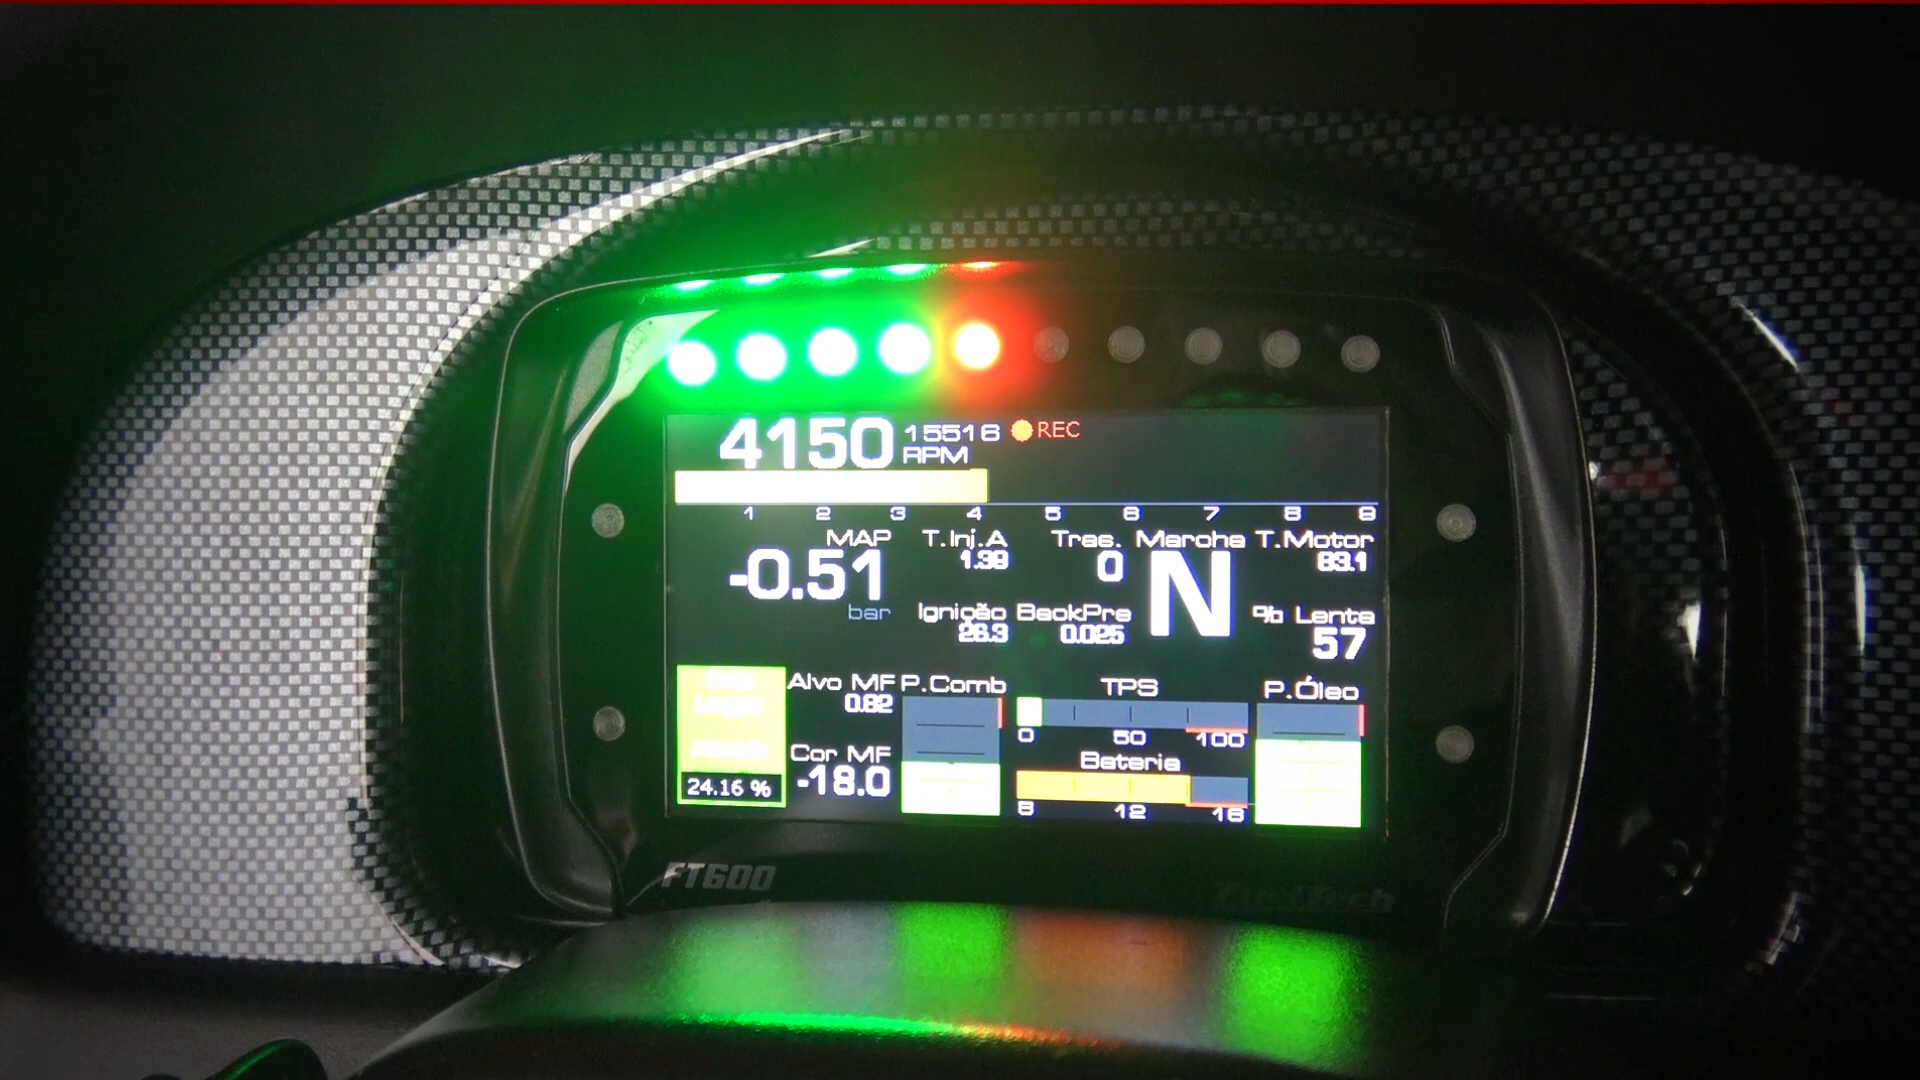 4150 15516 REC
RPM
1 2 3 4 5 6 7 8 9
MAP T.Inj.A Tras. Marcha T.Motor
-0.51 1.39 0 N 83.1
bar Ignição BackPre % Lenta
26.3 0.025 57
Alvo MF P.Comb TPS P.Óleo
0.82
0 50 100
Cor MF Bateria
-18.0
24.16 %
8 12 16
FT600
FuelTech